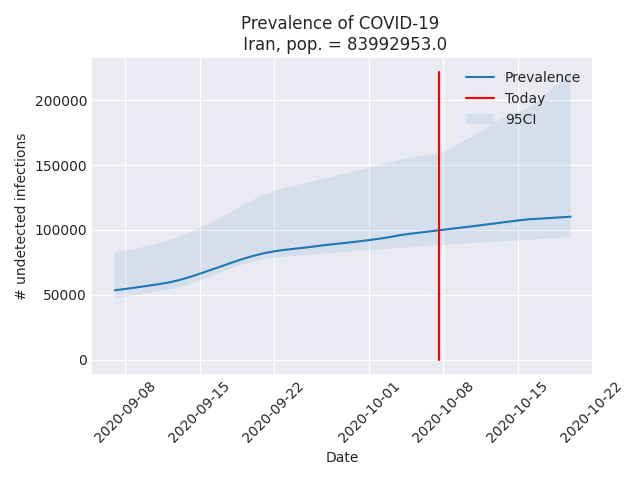 Prevalence of COVID-19
Iran, pop. = 83992953.0
Prevalence
Today
95CI
200000
150000
100000
50000
0
# undetected infections
2020-09-08
2020-09-15
2020-09-22
2020-10-01
2020-10-08
2020-10-15
2020-10-22
Date